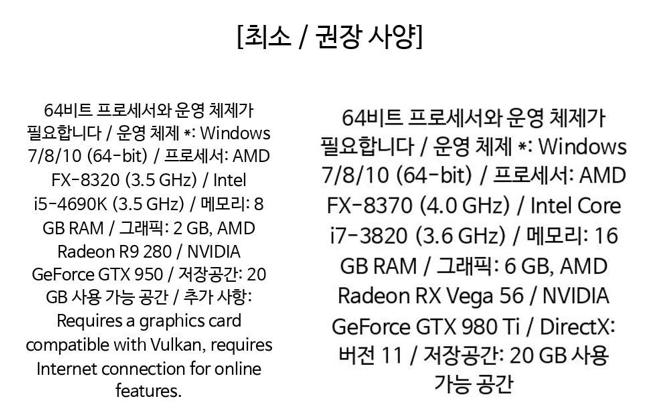 [최소 / 권장 사양]
64비트 프로세서와 운영 체제가
필요합니다 / 운영 체제 *: Windows
7/8/10 (64-bit) / 프로세서: AMD
FX-8320 (3.5 GHz) / Intel
i5-4690K (3.5 GHz) / 메모리: 8
GB RAM / 그래픽: 2 GB, AMD
Radeon R9 280 / NVIDIA
GeForce GTX 950 / 저장공간: 20
GB 사용 가능 공간 / 추가 사항:
Requires a graphics card
compatible with Vulkan, requires
Internet connection for online
features.
64비트 프로세서와 운영 체제가
필요합니다 / 운영 체제 *: Windows
7/8/10 (64-bit) / 프로세서: AMD
FX-8370 (4.0 GHz) / Intel Core
i7-3820 (3.6 GHz) / 메모리: 16
GB RAM / 그래픽: 6 GB, AMD
Radeon RX Vega 56 / NVIDIA
GeForce GTX 980 Ti / DirectX:
버전 11 / 저장공간: 20 GB 사용
가능 공간